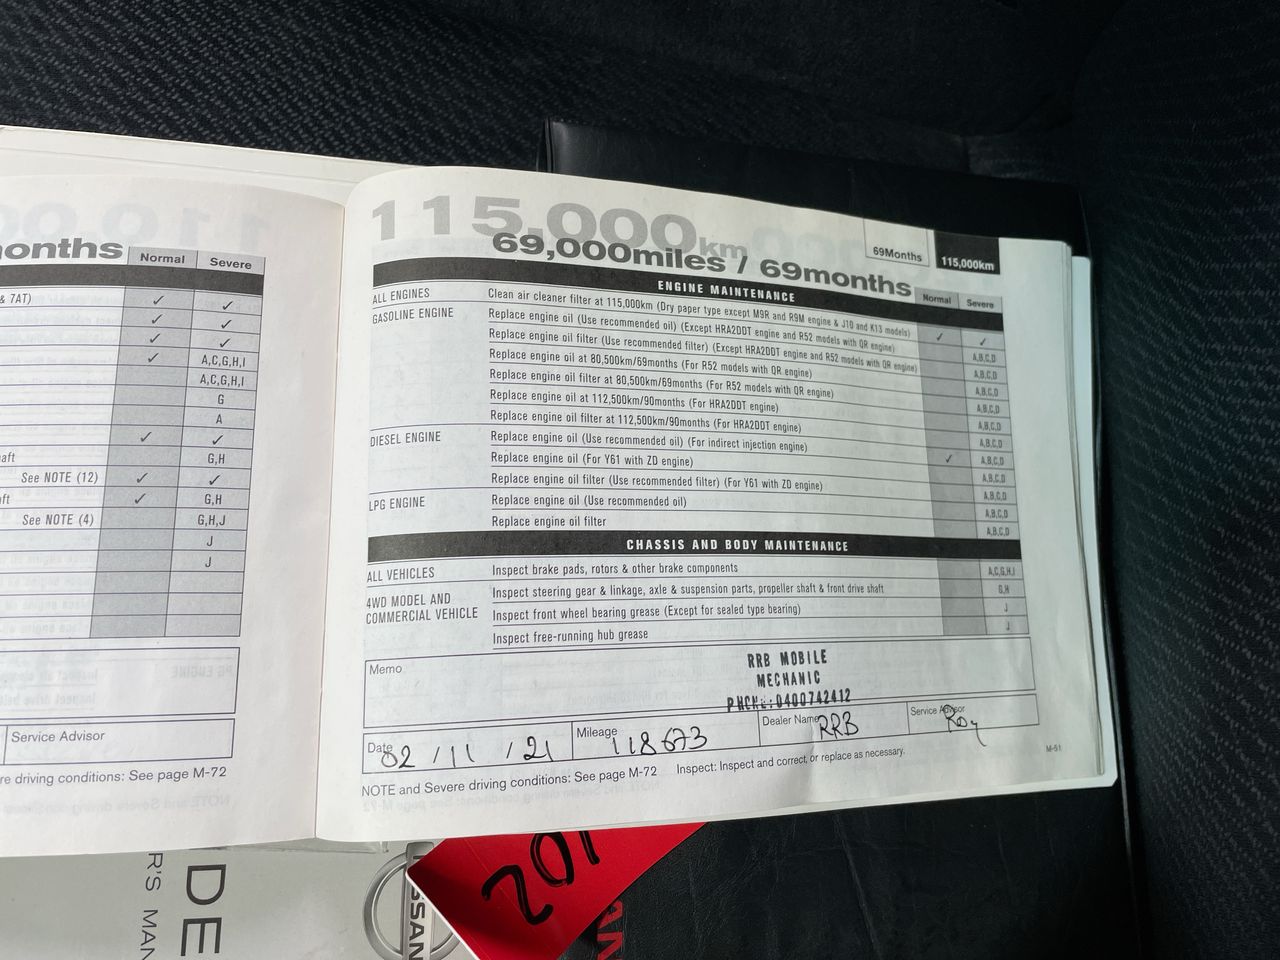 onths
Normal
Severe
& 7AT)
✓ ✓
✓ ✓
✓ ✓
✓ A,C,G,H,I
A,C,G,H,I
G
A
✓ ✓
aft G,H
See NOTE (12) ✓ ✓
ft ✓ G,H
See NOTE (4) G,H,J
J
J
Service Advisor
re driving conditions: See page M-72
115,000km
69,000miles / 69months
69Months
115,000km
Normal
Severe
ENGINE MAINTENANCE
ALL ENGINES
Clean air cleaner filter at 115,000km (Dry paper type except M9R and R9M engine & J10 and K13 models)
✓ ✓
GASOLINE ENGINE
Replace engine oil (Use recommended oil) (Except HRA2DDT engine and R52 models with QR engine) A,B,C,D
Replace engine oil filter (Use recommended filter) (Except HRA2DDT engine and R52 models with QR engine) A,B,C,D
Replace engine oil at 80,500km/69months (For R52 models with QR engine) A,B,C,D
Replace engine oil filter at 80,500km/69months (For R52 models with QR engine) A,B,C,D
Replace engine oil at 112,500km/90months (For HRA2DDT engine) A,B,C,D
Replace engine oil filter at 112,500km/90months (For HRA2DDT engine) A,B,C,D
DIESEL ENGINE
Replace engine oil (Use recommended oil) (For indirect injection engine) ✓ A,B,C,D
Replace engine oil (For Y61 with ZD engine) A,B,C,D
Replace engine oil filter (Use recommended filter) (For Y61 with ZD engine) A,B,C,D
LPG ENGINE
Replace engine oil (Use recommended oil) A,B,C,D
Replace engine oil filter A,B,C,D
CHASSIS AND BODY MAINTENANCE
ALL VEHICLES
Inspect brake pads, rotors & other brake components A,C,G,H,I
4WD MODEL AND
COMMERCIAL VEHICLE
Inspect steering gear & linkage, axle & suspension parts, propeller shaft & front drive shaft G,H
Inspect front wheel bearing grease (Except for sealed type bearing) J
Inspect free-running hub grease J
Memo
RRB MOBILE
MECHANIC
PHONE:0400742412
Date 02/11/21
Mileage 118673
Dealer Name RRB
Service Advisor Roy
NOTE and Severe driving conditions: See page M-72 Inspect: Inspect and correct, or replace as necessary.
M-51
DE
R'S MAN
NISSAN
201